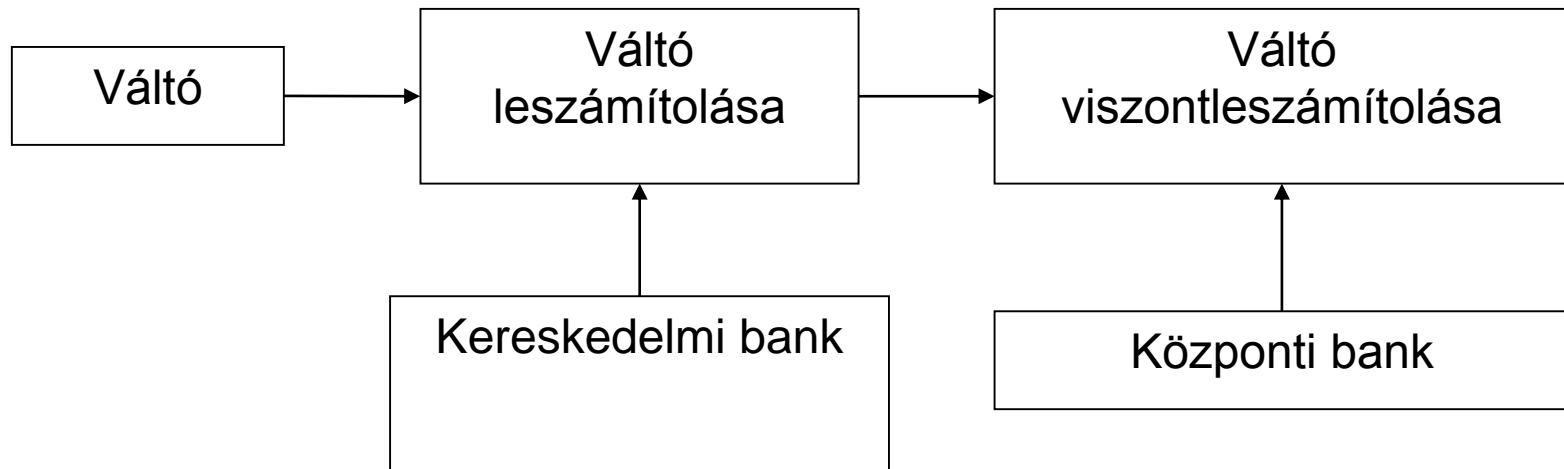 Váltó
Váltó
leszámítolása
Váltó
viszontleszámítolása
Kereskedelmi bank
Központi bank